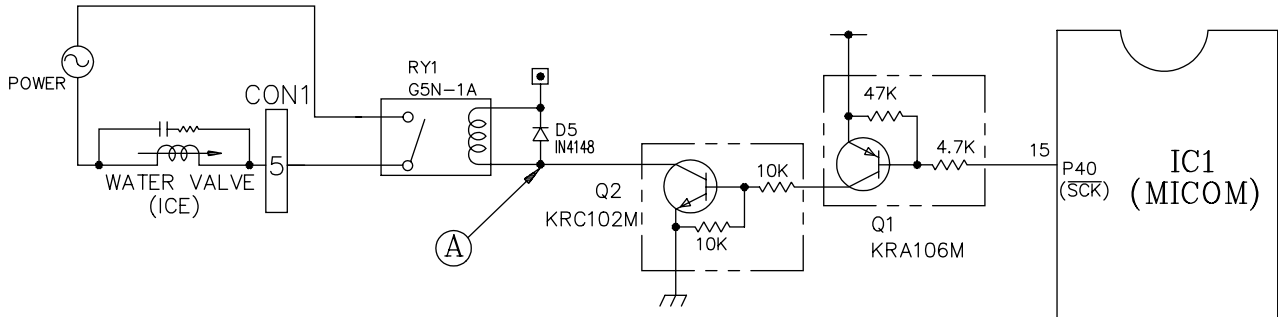 POWER
CON1
5
WATER VALVE
(ICE)
RY1
G5N-1A
D5
IN4148
A
Q2
KRC102M
10K
10K
47K
4.7K
Q1
KRA106M
15
P40
(SCK)
IC1
(MICOM)